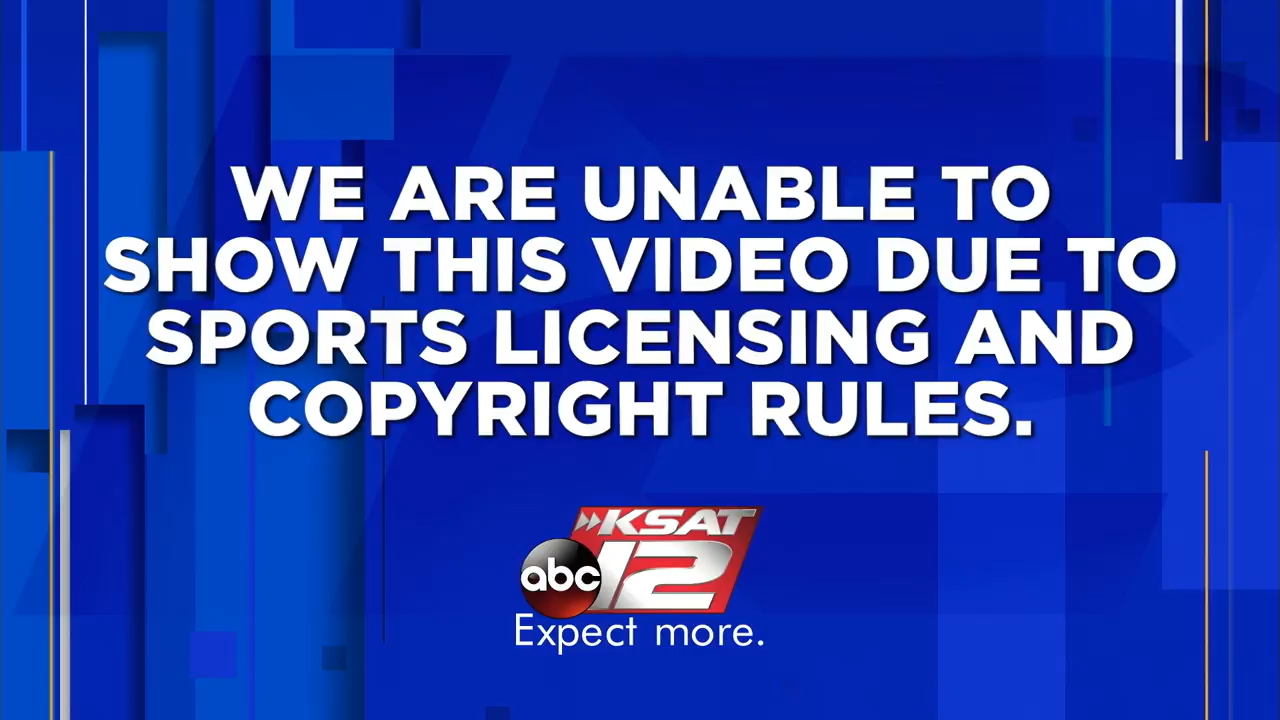 WE ARE UNABLE TO
SHOW THIS VIDEO DUE TO
SPORTS LICENSING AND
COPYRIGHT RULES.
KSAT
abc 12
Expect more.